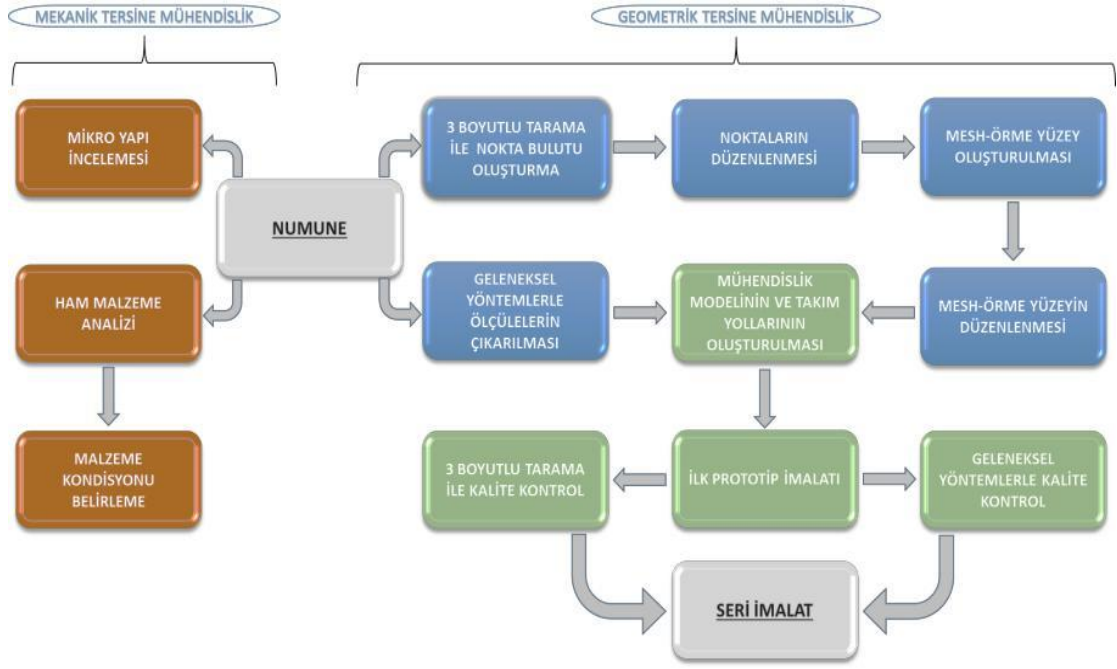 MEKANİK TERSİNE MÜHENDİSLİK
GEOMETRİK TERSİNE MÜHENDİSLİK
MİKRO YAPI
İNCELEMESİ
3 BOYUTLU TARAMA
İLE NOKTA BULUTU
OLUŞTURMA
NOKTALARIN
DÜZENLENMESİ
MESH-ÖRME YÜZEY
OLUŞTURULMASI
NUMUNE
HAM MALZEME
ANALİZİ
GELENEKSEL
YÖNTEMLERLE
ÖLÇÜLELERİN
ÇIKARILMASI
MÜHENDİSLİK
MODELİNİN VE TAKIM
YOLLARININ
OLUŞTURULMASI
MESH-ÖRME YÜZEYİN
DÜZENLENMESİ
MALZEME
KONDİSYONU
BELİRLEME
3 BOYUTLU TARAMA
İLE KALİTE KONTROL
İLK PROTOTİP İMALATI
GELENEKSEL
YÖNTEMLERLE KALİTE
KONTROL
SERİ İMALAT